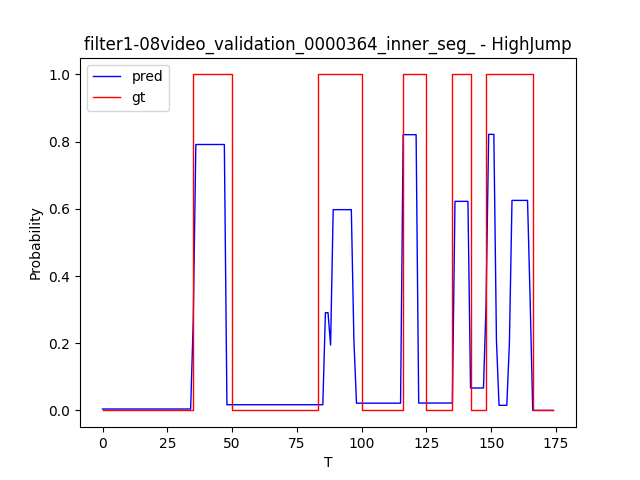 filter1-08video_validation_0000364_inner_seg_ - HighJump
pred
gt
1.0
0.8
0.6
0.4
0.2
0.0
Probability
0 25 50 75 100 125 150 175
T